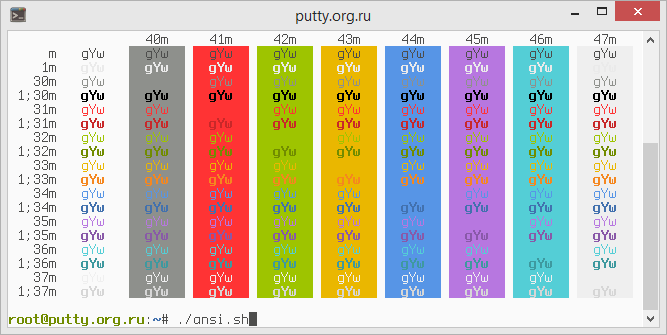 putty.org.ru
40m 41m 42m 43m 44m 45m 46m 47m
m gYw gYw gYw gYw gYw gYw gYw gYw gYw
1m gYw gYw gYw gYw gYw gYw gYw gYw gYw
30m gYw gYw gYw gYw gYw gYw gYw gYw gYw
1;30m gYw gYw gYw gYw gYw gYw gYw gYw gYw
31m gYw gYw gYw gYw gYw gYw gYw gYw gYw
1;31m gYw gYw gYw gYw gYw gYw gYw gYw gYw
32m gYw gYw gYw gYw gYw gYw gYw gYw gYw
1;32m gYw gYw gYw gYw gYw gYw gYw gYw gYw
33m gYw gYw gYw gYw gYw gYw gYw gYw gYw
1;33m gYw gYw gYw gYw gYw gYw gYw gYw gYw
34m gYw gYw gYw gYw gYw gYw gYw gYw gYw
1;34m gYw gYw gYw gYw gYw gYw gYw gYw gYw
35m gYw gYw gYw gYw gYw gYw gYw gYw gYw
1;35m gYw gYw gYw gYw gYw gYw gYw gYw gYw
36m gYw gYw gYw gYw gYw gYw gYw gYw gYw
1;36m gYw gYw gYw gYw gYw gYw gYw gYw gYw
37m gYw gYw gYw gYw gYw gYw gYw gYw gYw
1;37m gYw gYw gYw gYw gYw gYw gYw gYw gYw
root@putty.org.ru:~# ./ansi.sh